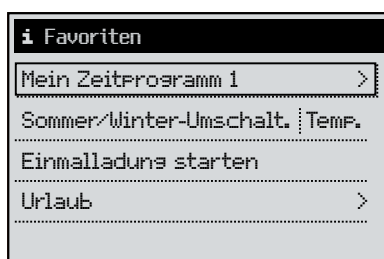 i Favoriten
Mein Zeitprogramm 1 >
Sommer/Winter-Umschalt. Temp.
Einmalladung starten
Urlaub >